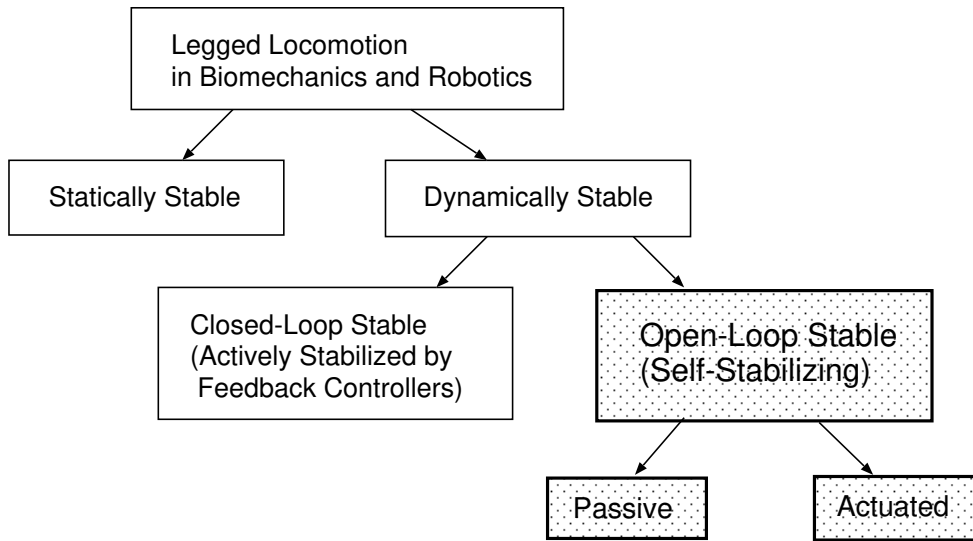 Legged Locomotion
in Biomechanics and Robotics
Statically Stable
Dynamically Stable
Closed-Loop Stable
(Actively Stabilized by
Feedback Controllers)
Open-Loop Stable
(Self-Stabilizing)
Passive
Actuated